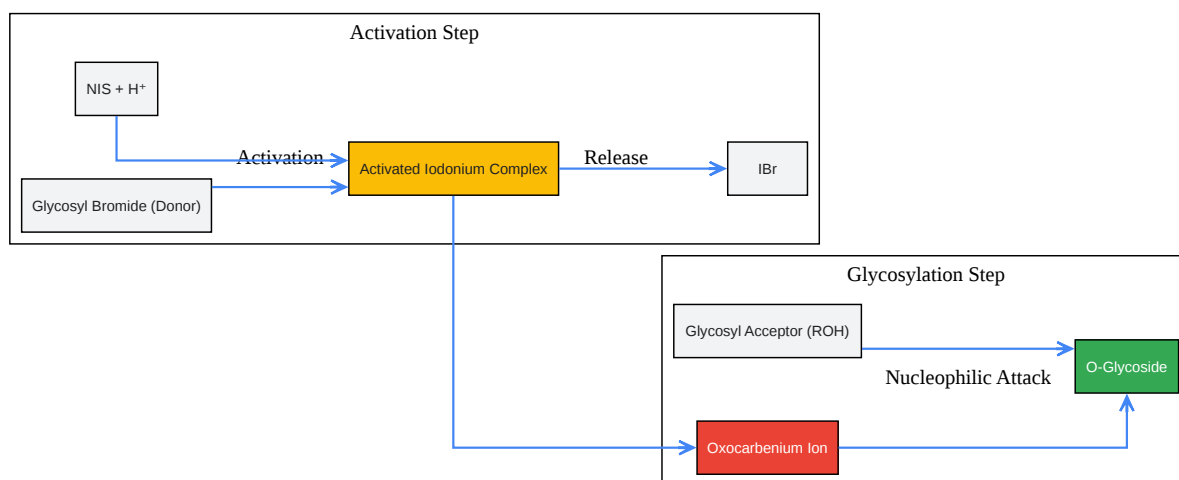 Activation Step
NIS + H⁺
Activation
Activated Iodonium Complex
Release
IBr
Glycosyl Bromide (Donor)
Glycosylation Step
Glycosyl Acceptor (ROH)
Nucleophilic Attack
O-Glycoside
Oxocarbenium Ion